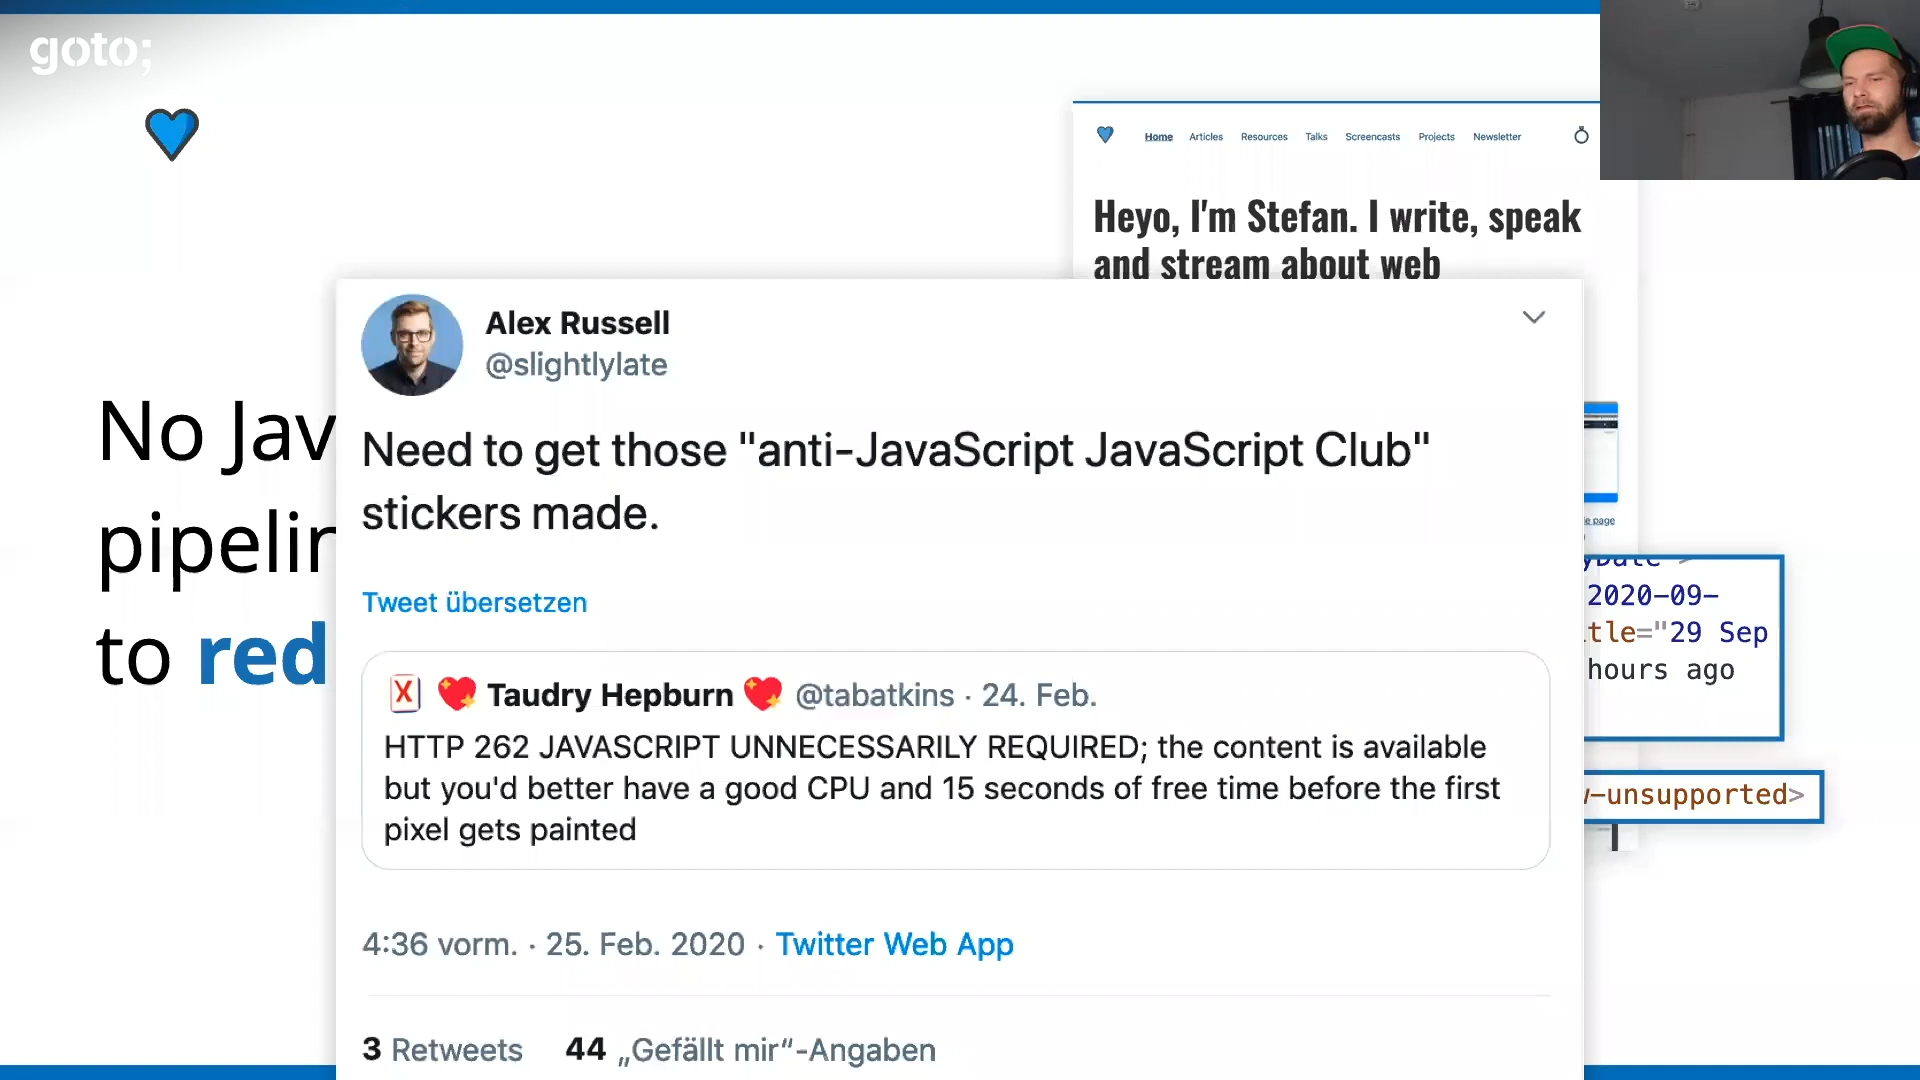 goto;
Home Articles Resources Talks Screencasts Projects Newsletter
Heyo, I'm Stefan. I write, speak
and stream about web
No Jav
pipelin
to red
Alex Russell
@slightlylate
Need to get those "anti-JavaScript JavaScript Club"
stickers made.
Tweet übersetzen
X Taudry Hepburn @tabatkins · 24. Feb.
HTTP 262 JAVASCRIPT UNNECESSARILY REQUIRED; the content is available
but you'd better have a good CPU and 15 seconds of free time before the first
pixel gets painted
4:36 vorm. · 25. Feb. 2020 · Twitter Web App
3 Retweets 44 „Gefällt mir“-Angaben
page
2020-09-
tle="29 Sep
hours ago
-unsupported>